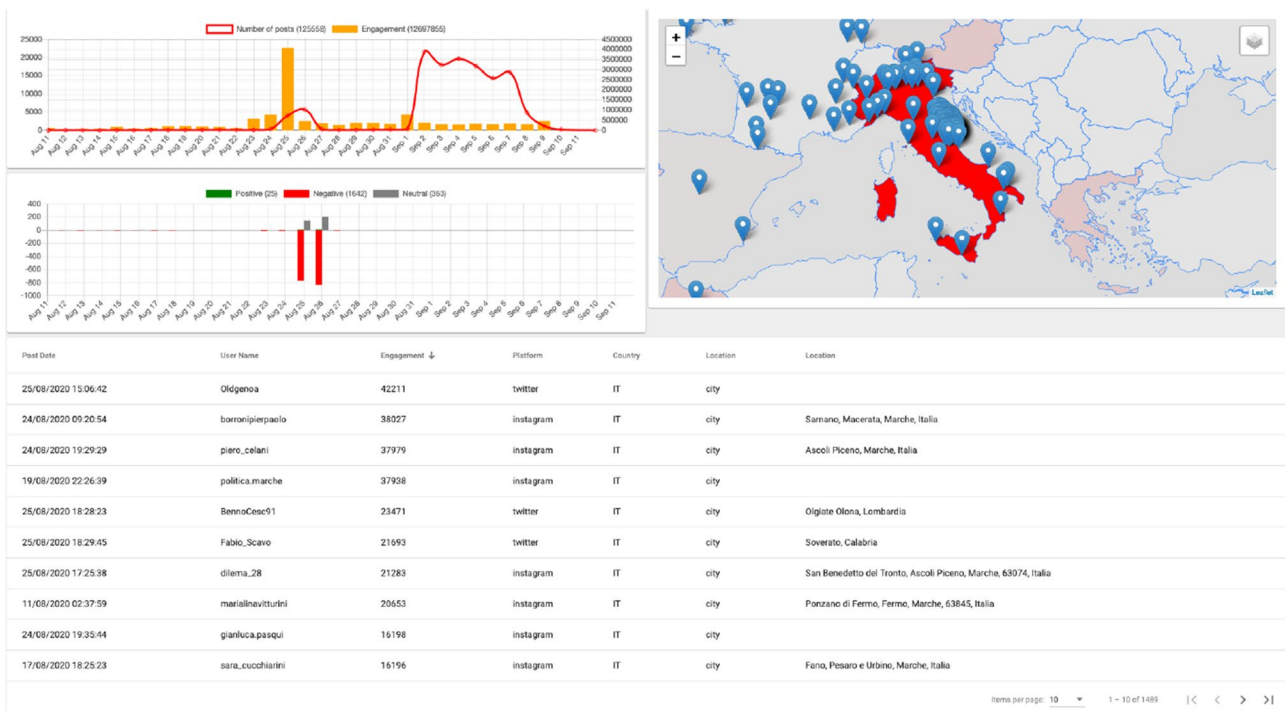 Number of posts (125558) Engagement (12697855)
25000
20000
15000
10000
5000
0
4500000
4000000
3500000
3000000
2500000
2000000
1500000
1000000
500000
0
Aug 11 Aug 12 Aug 13 Aug 14 Aug 15 Aug 16 Aug 17 Aug 18 Aug 19 Aug 20 Aug 21 Aug 22 Aug 23 Aug 24 Aug 25 Aug 26 Aug 27 Aug 28 Aug 29 Aug 30 Aug 31 Sep 1 Sep 2 Sep 3 Sep 4 Sep 5 Sep 6 Sep 7 Sep 8 Sep 9 Sep 10 Sep 11
Positive (25) Negative (1642) Neutral (353)
400
200
0
-200
-400
-600
-800
-1000
Aug 11 Aug 12 Aug 13 Aug 14 Aug 15 Aug 16 Aug 17 Aug 18 Aug 19 Aug 20 Aug 21 Aug 22 Aug 23 Aug 24 Aug 25 Aug 26 Aug 27 Aug 28 Aug 29 Aug 30 Aug 31 Sep 1 Sep 2 Sep 3 Sep 4 Sep 5 Sep 6 Sep 7 Sep 8 Sep 9 Sep 10 Sep 11
+
−
Leaflet
Post Date User Name Engagement ↓ Platform Country Location Location
25/08/2020 15:06:42 Oldgenoa 42211 twitter IT city
24/08/2020 09:20:54 borronipierpaolo 38027 instagram IT city Sarnano, Macerata, Marche, Italia
24/08/2020 19:29:29 piero_celani 37979 instagram IT city Ascoli Piceno, Marche, Italia
19/08/2020 22:26:39 politica.marche 37938 instagram IT city
25/08/2020 18:28:23 BennoCesc91 23471 twitter IT city Olgiate Olona, Lombardia
25/08/2020 18:29:45 Fabio_Scavo 21693 twitter IT city Soverato, Calabria
25/08/2020 17:25:38 dilema_28 21283 instagram IT city San Benedetto del Tronto, Ascoli Piceno, Marche, 63074, Italia
11/08/2020 02:37:59 marialinavitturini 20653 instagram IT city Ponzano di Fermo, Fermo, Marche, 63845, Italia
24/08/2020 19:35:44 gianluca.pasqui 16198 instagram IT city
17/08/2020 18:25:23 sara_cucchiarini 16196 instagram IT city Fano, Pesaro e Urbino, Marche, Italia
Items per page: 10 1 – 10 of 1489 |< < > >|